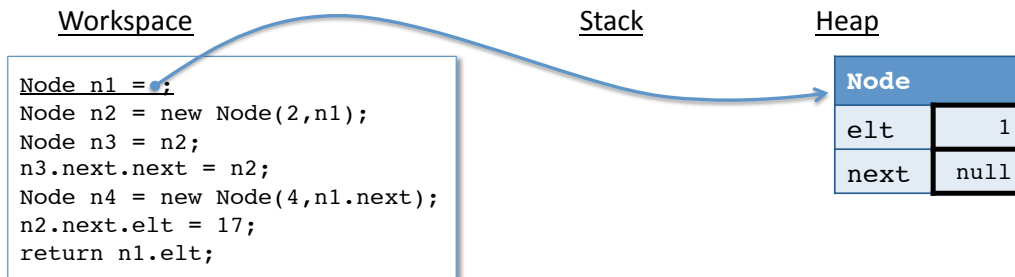 Workspace
Stack
Heap
Node n1 = ;
Node n2 = new Node(2,n1);
Node n3 = n2;
n3.next.next = n2;
Node n4 = new Node(4,n1.next);
n2.next.elt = 17;
return n1.elt;
Node
elt 1
next null